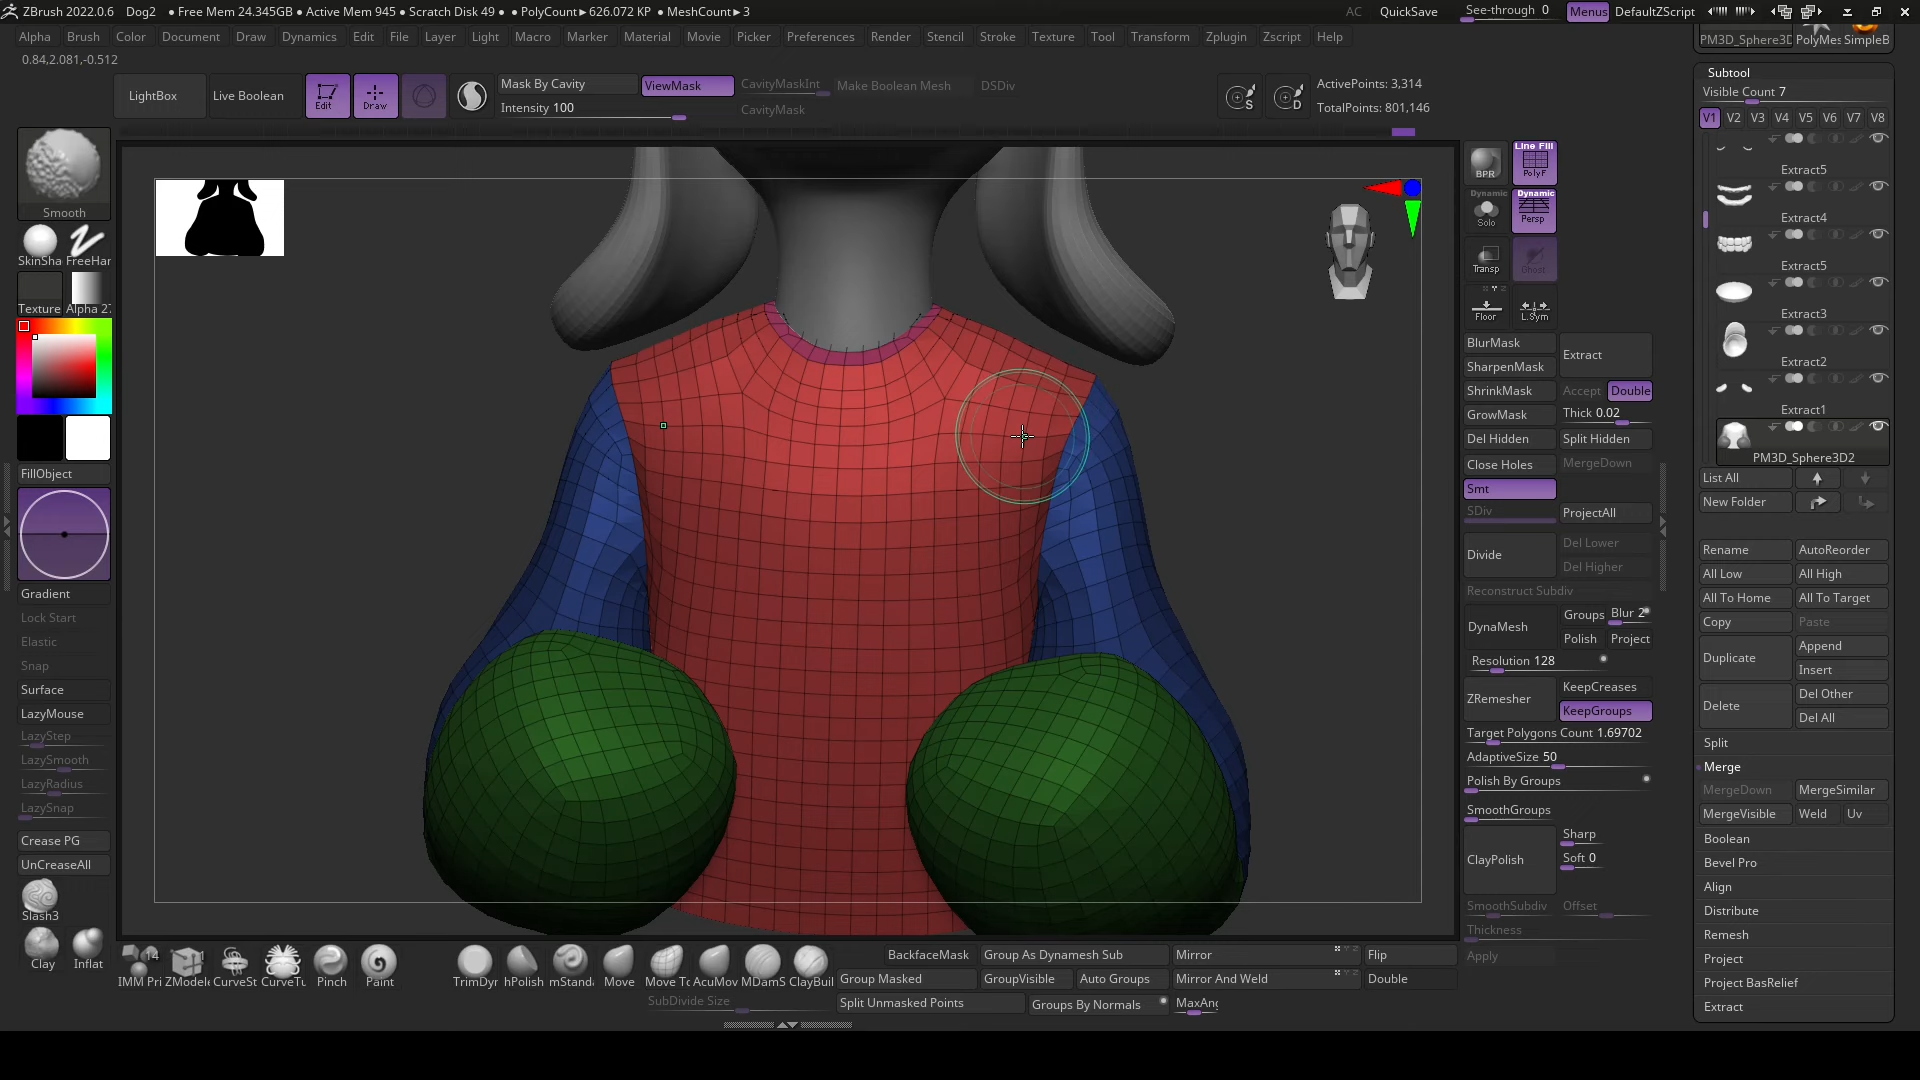 ZBrush 2022.0.6 Dog2 • Free Mem 24.345GB • Active Mem 945 • Scratch Disk 49 • • PolyCount▸626.072 KP • MeshCount▸3
AC QuickSave See-through 0 Menus DefaultZScript
Alpha Brush Color Document Draw Dynamics Edit File Layer Light Macro Marker Material Movie Picker Preferences Render Stencil Stroke Texture Tool Transform Zplugin Zscript Help
0.84,2.081,-0.512
LightBox Live Boolean Edit Draw
Mask By Cavity ViewMask CavityMaskInt Make Boolean Mesh DSDiv
Intensity 100 CavityMask
S D
ActivePoints: 3,314
TotalPoints: 801,146
Smooth
SkinSha FreeHar
Texture Alpha 2
FillObject
Gradient
Lock Start
Elastic
Snap
Surface
LazyMouse
LazyStep
LazySmooth
LazyRadius
LazySnap
Crease PG
UnCreaseAll
Slash3
Clay Inflat
IMM Pri ZModel CurveSt CurveTu Pinch Paint TrimDyr hPolish mStand Move Move To AcuMov MDamS ClayBuil
SubDivide Size
BackfaceMask Group As Dynamesh Sub Mirror Flip
Group Masked GroupVisible Auto Groups Mirror And Weld Double
Split Unmasked Points Groups By Normals MaxAng
BPR
Line Fill
PolyF
Dynamic
Solo
Dynamic
Persp
Transp Ghost
Floor L.Sym
BlurMask
SharpenMask
Extract
ShrinkMask Accept Double
GrowMask Thick 0.02
Del Hidden Split Hidden
Close Holes MergeDown
Smt
SDiv ProjectAll
Divide
Del Lower
Del Higher
Reconstruct Subdiv
DynaMesh
Groups Blur 2
Polish Project
Resolution 128
ZRemesher
KeepCreases
KeepGroups
Target Polygons Count 1.69702
AdaptiveSize 50
Polish By Groups
SmoothGroups
ClayPolish
Sharp
Soft 0
SmoothSubdiv Offset
Thickness
Apply
PM3D_Sphere3D PolyMes SimpleB
Subtool
Visible Count 7
V1 V2 V3 V4 V5 V6 V7 V8
Extract5
Extract4
Extract5
Extract3
Extract2
Extract1
PM3D_Sphere3D2
List All
New Folder
Rename AutoReorder
All Low All High
All To Home All To Target
Copy Paste
Duplicate
Append
Insert
Delete
Del Other
Del All
Split
Merge
MergeDown MergeSimilar
MergeVisible Weld Uv
Boolean
Bevel Pro
Align
Distribute
Remesh
Project
Project BasRelief
Extract